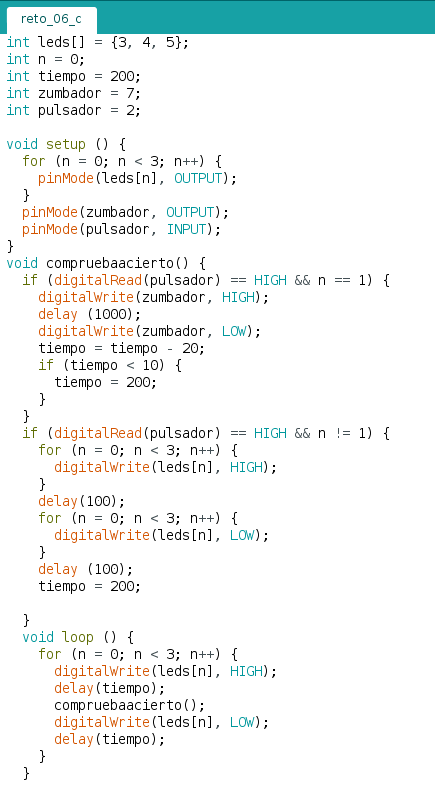 reto_06_c
int leds[] = {3, 4, 5};
int n = 0;
int tiempo = 200;
int zumbador = 7;
int pulsador = 2;

void setup () {
  for (n = 0; n < 3; n++) {
    pinMode(leds[n], OUTPUT);
  }
  pinMode(zumbador, OUTPUT);
  pinMode(pulsador, INPUT);
}
void compruebaacierto() {
  if (digitalRead(pulsador) == HIGH && n == 1) {
    digitalWrite(zumbador, HIGH);
    delay (1000);
    digitalWrite(zumbador, LOW);
    tiempo = tiempo - 20;
    if (tiempo < 10) {
      tiempo = 200;
    }
  }
  if (digitalRead(pulsador) == HIGH && n != 1) {
    for (n = 0; n < 3; n++) {
      digitalWrite(leds[n], HIGH);
    }
    delay(100);
    for (n = 0; n < 3; n++) {
      digitalWrite(leds[n], LOW);
    }
    delay (100);
    tiempo = 200;

  }
  void loop () {
    for (n = 0; n < 3; n++) {
      digitalWrite(leds[n], HIGH);
      delay(tiempo);
      compruebaacierto();
      digitalWrite(leds[n], LOW);
      delay(tiempo);
    }
  }